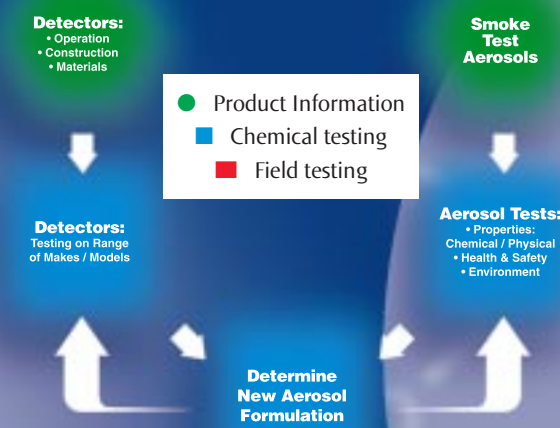 Detectors:
• Operation
• Construction
• Materials
Smoke
Test
Aerosols
Product Information
Chemical testing
Field testing
Detectors:
Testing on Range
of Makes / Models
Aerosol Tests:
• Properties:
Chemical / Physical
• Health & Safety
• Environment
Determine
New Aerosol
Formulation